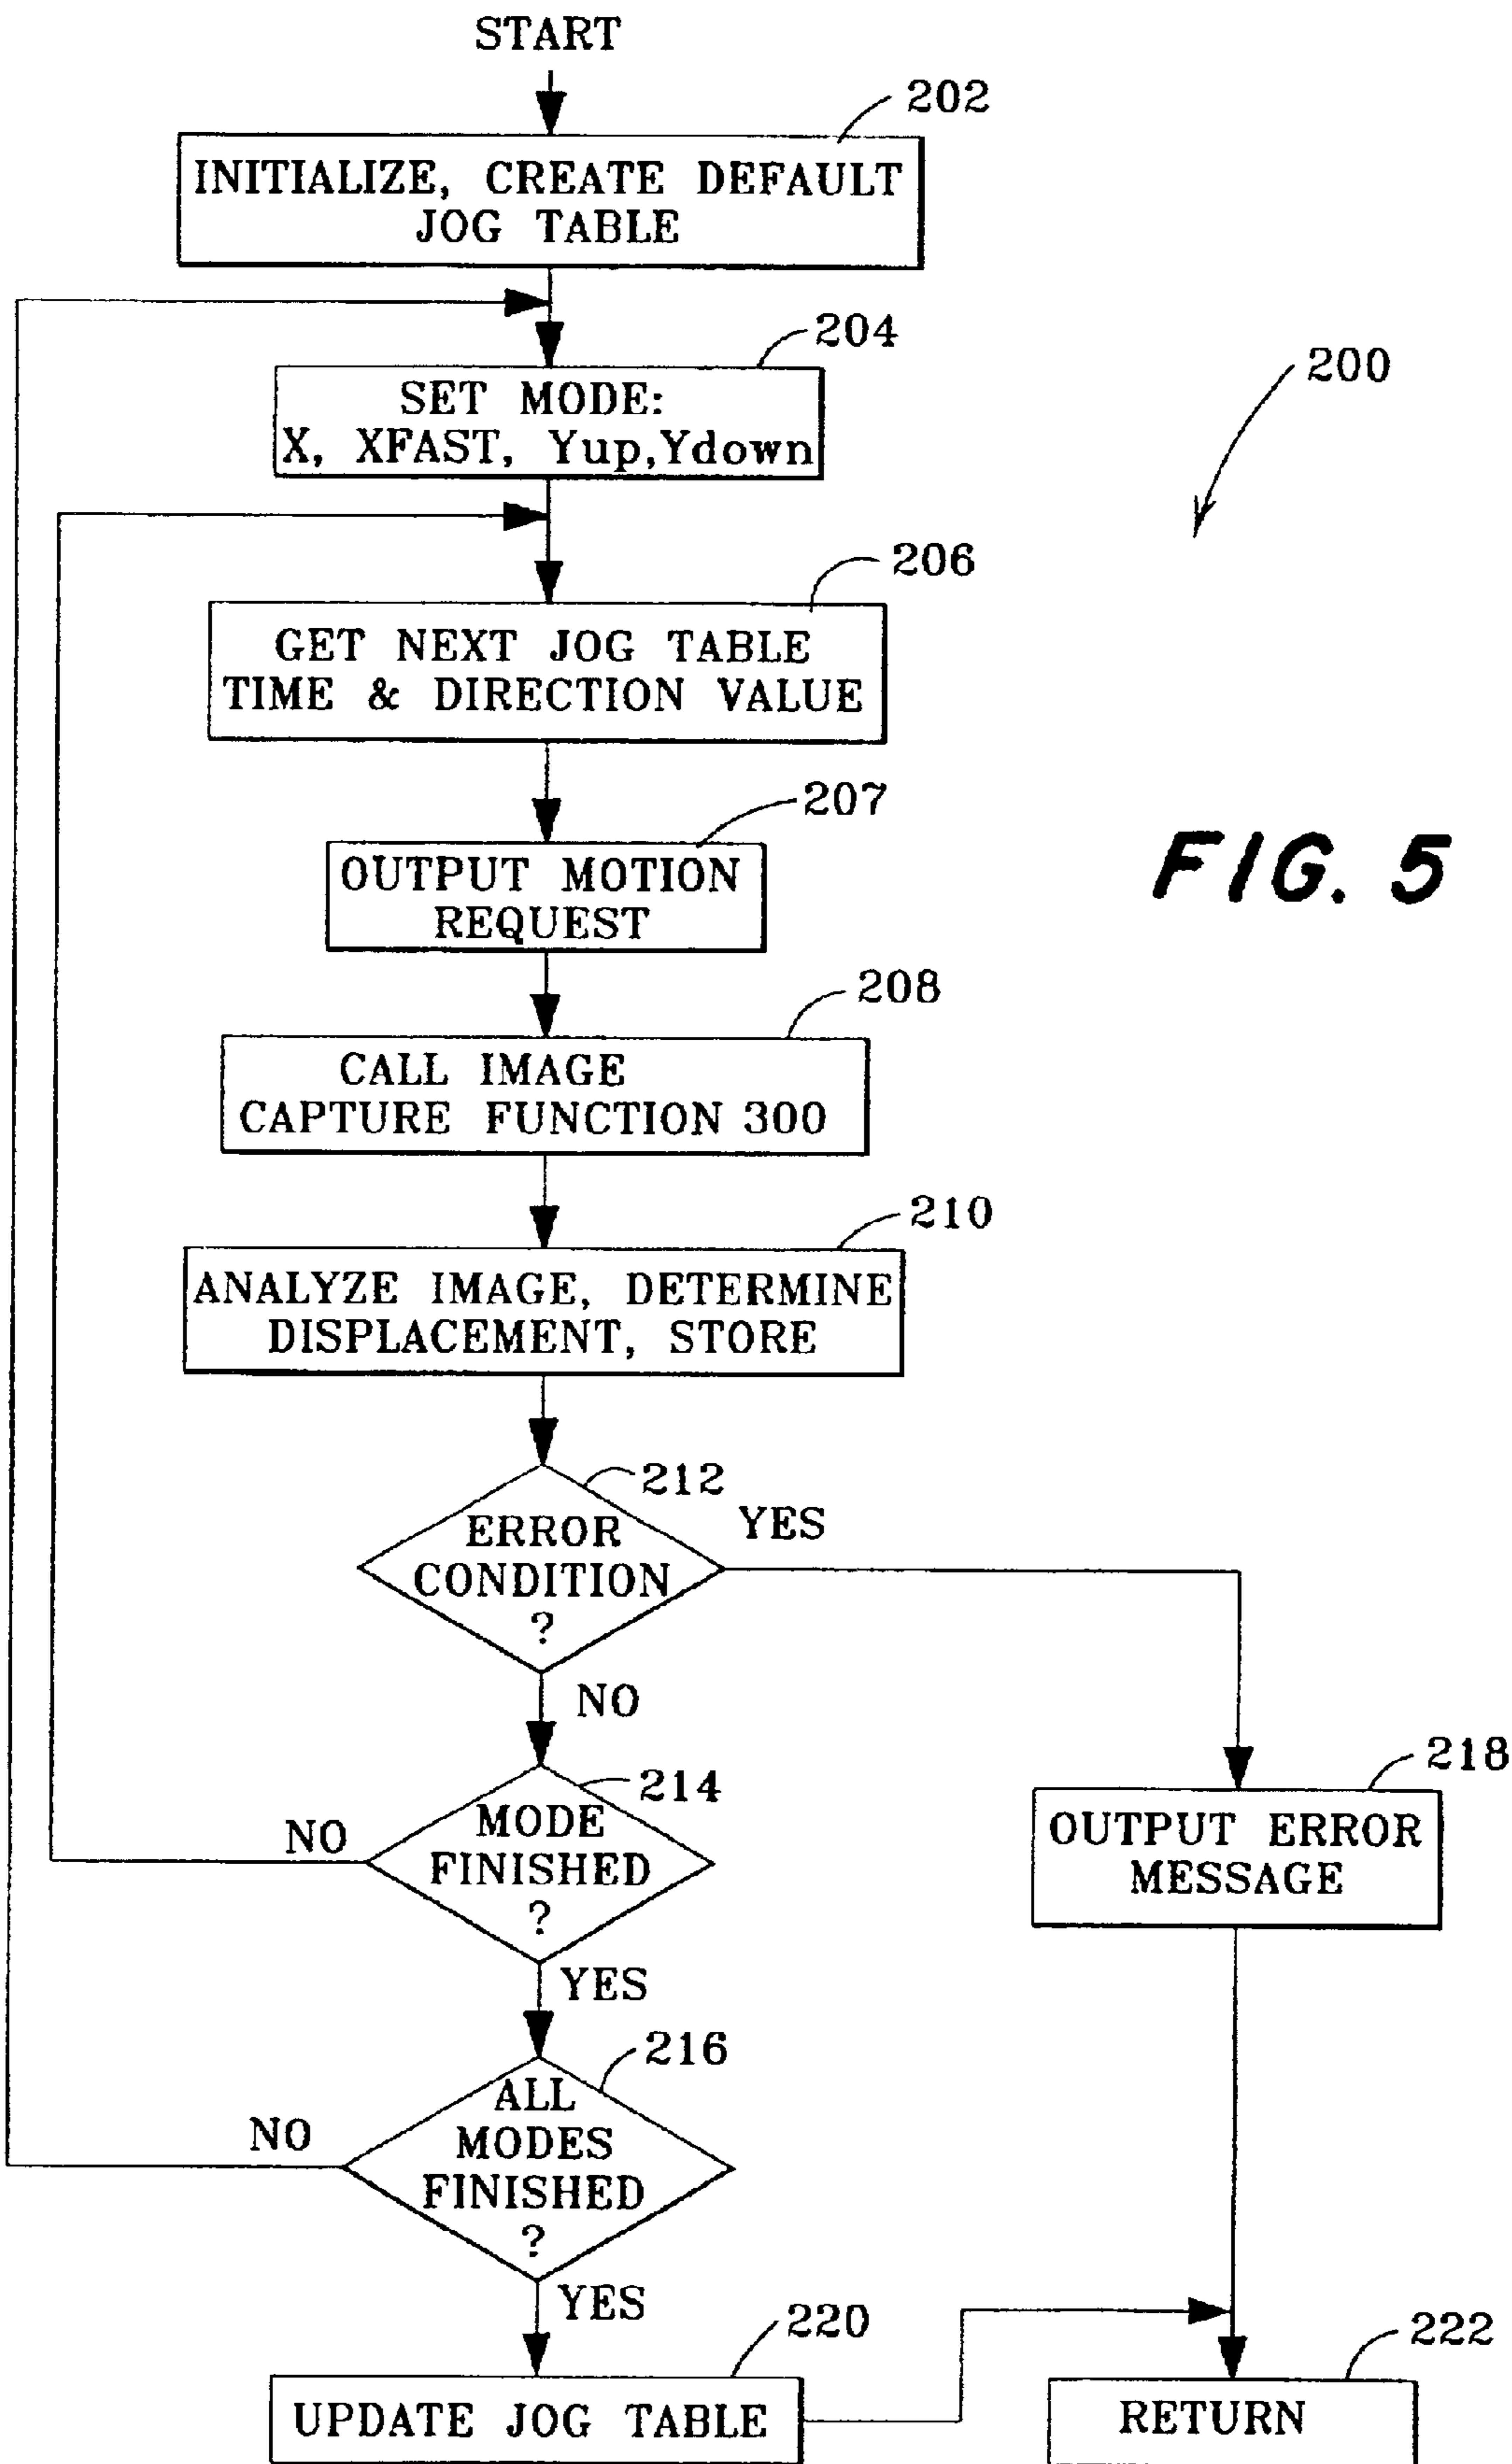 START
202
INITIALIZE, CREATE DEFAULT
JOG TABLE
204
SET MODE:
X, XFAST, Yup,Ydown
200
206
GET NEXT JOG TABLE
TIME & DIRECTION VALUE
207
OUTPUT MOTION
REQUEST
FIG. 5
208
CALL IMAGE
CAPTURE FUNCTION 300
210
ANALYZE IMAGE, DETERMINE
DISPLACEMENT, STORE
212
YES
ERROR
CONDITION
?
NO
214
MODE
FINISHED
?
NO
YES
218
OUTPUT ERROR
MESSAGE
216
ALL
MODES
FINISHED
?
NO
YES
220
UPDATE JOG TABLE
222
RETURN